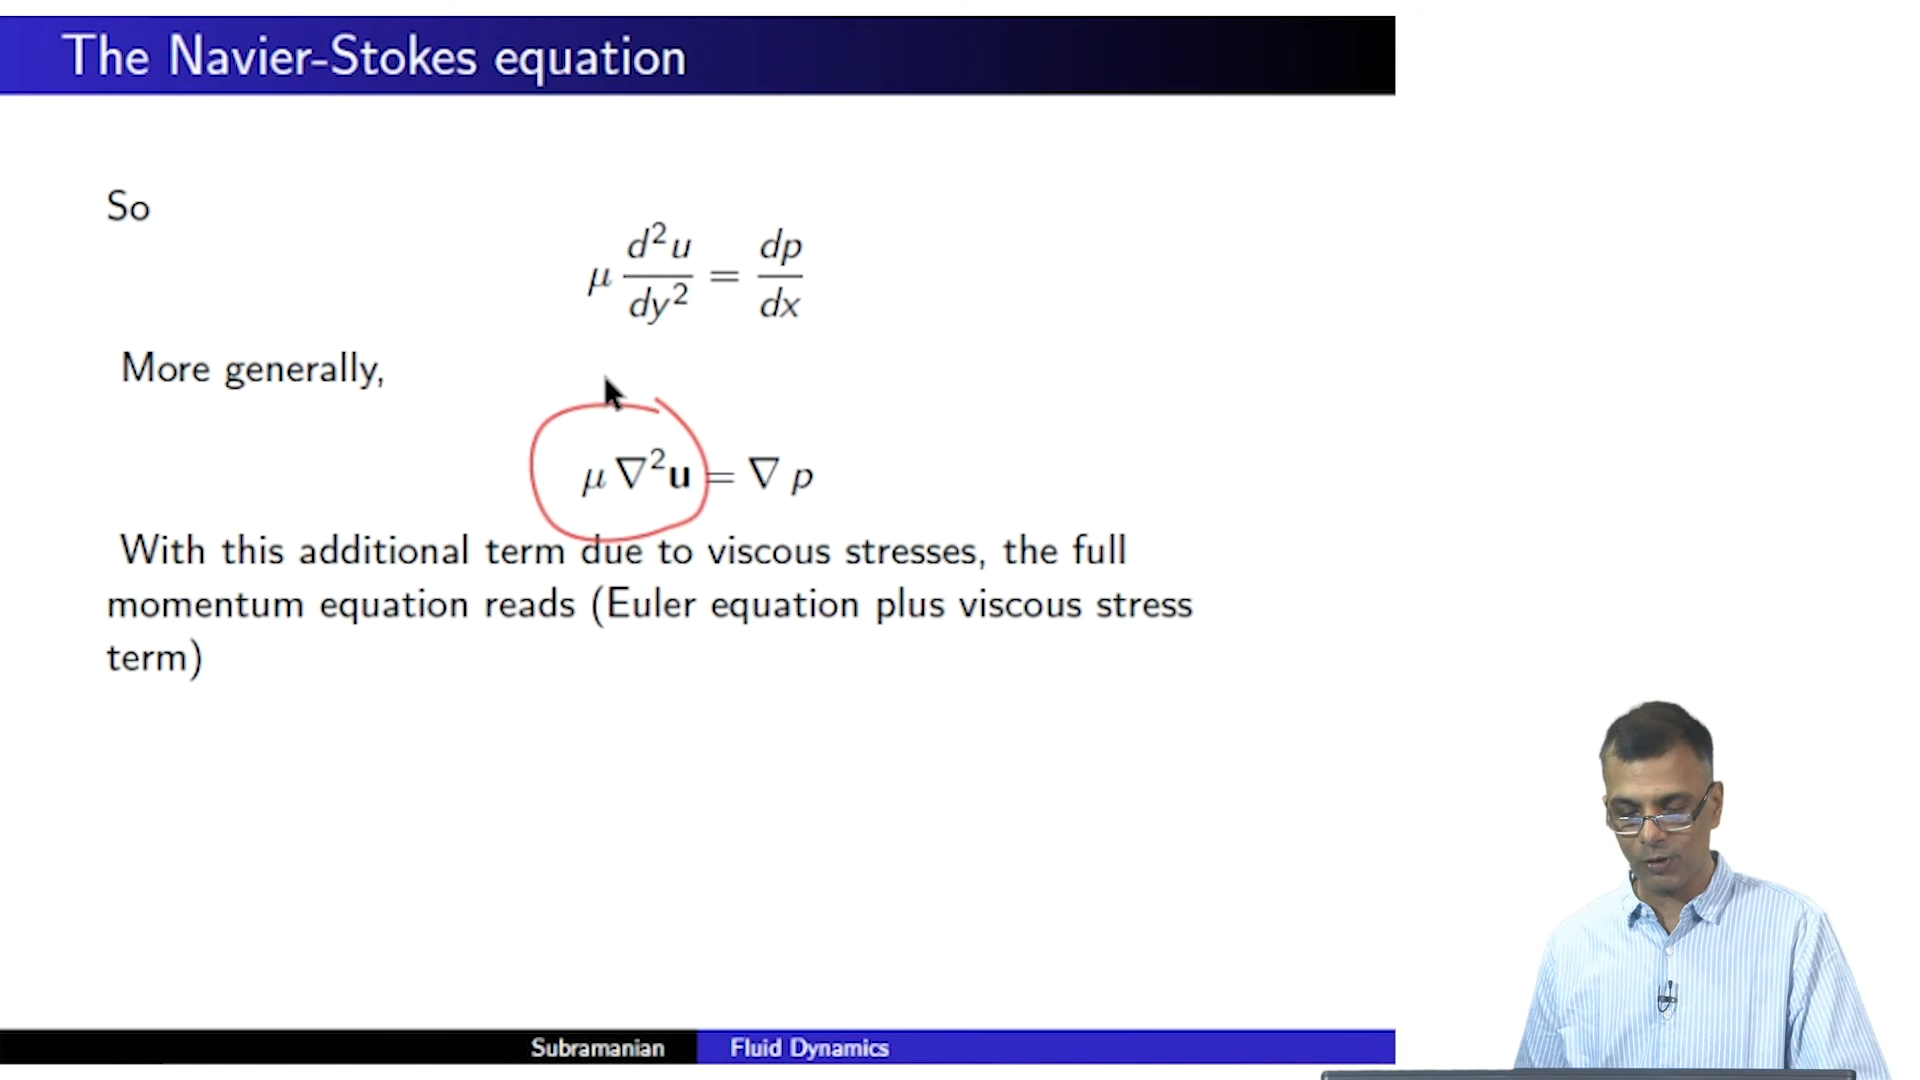 The Navier-Stokes equation
So
μ d²u/dy² = dp/dx
More generally,
μ ∇²u = ∇ p
With this additional term due to viscous stresses, the full
momentum equation reads (Euler equation plus viscous stress
term)
Subramanian Fluid Dynamics